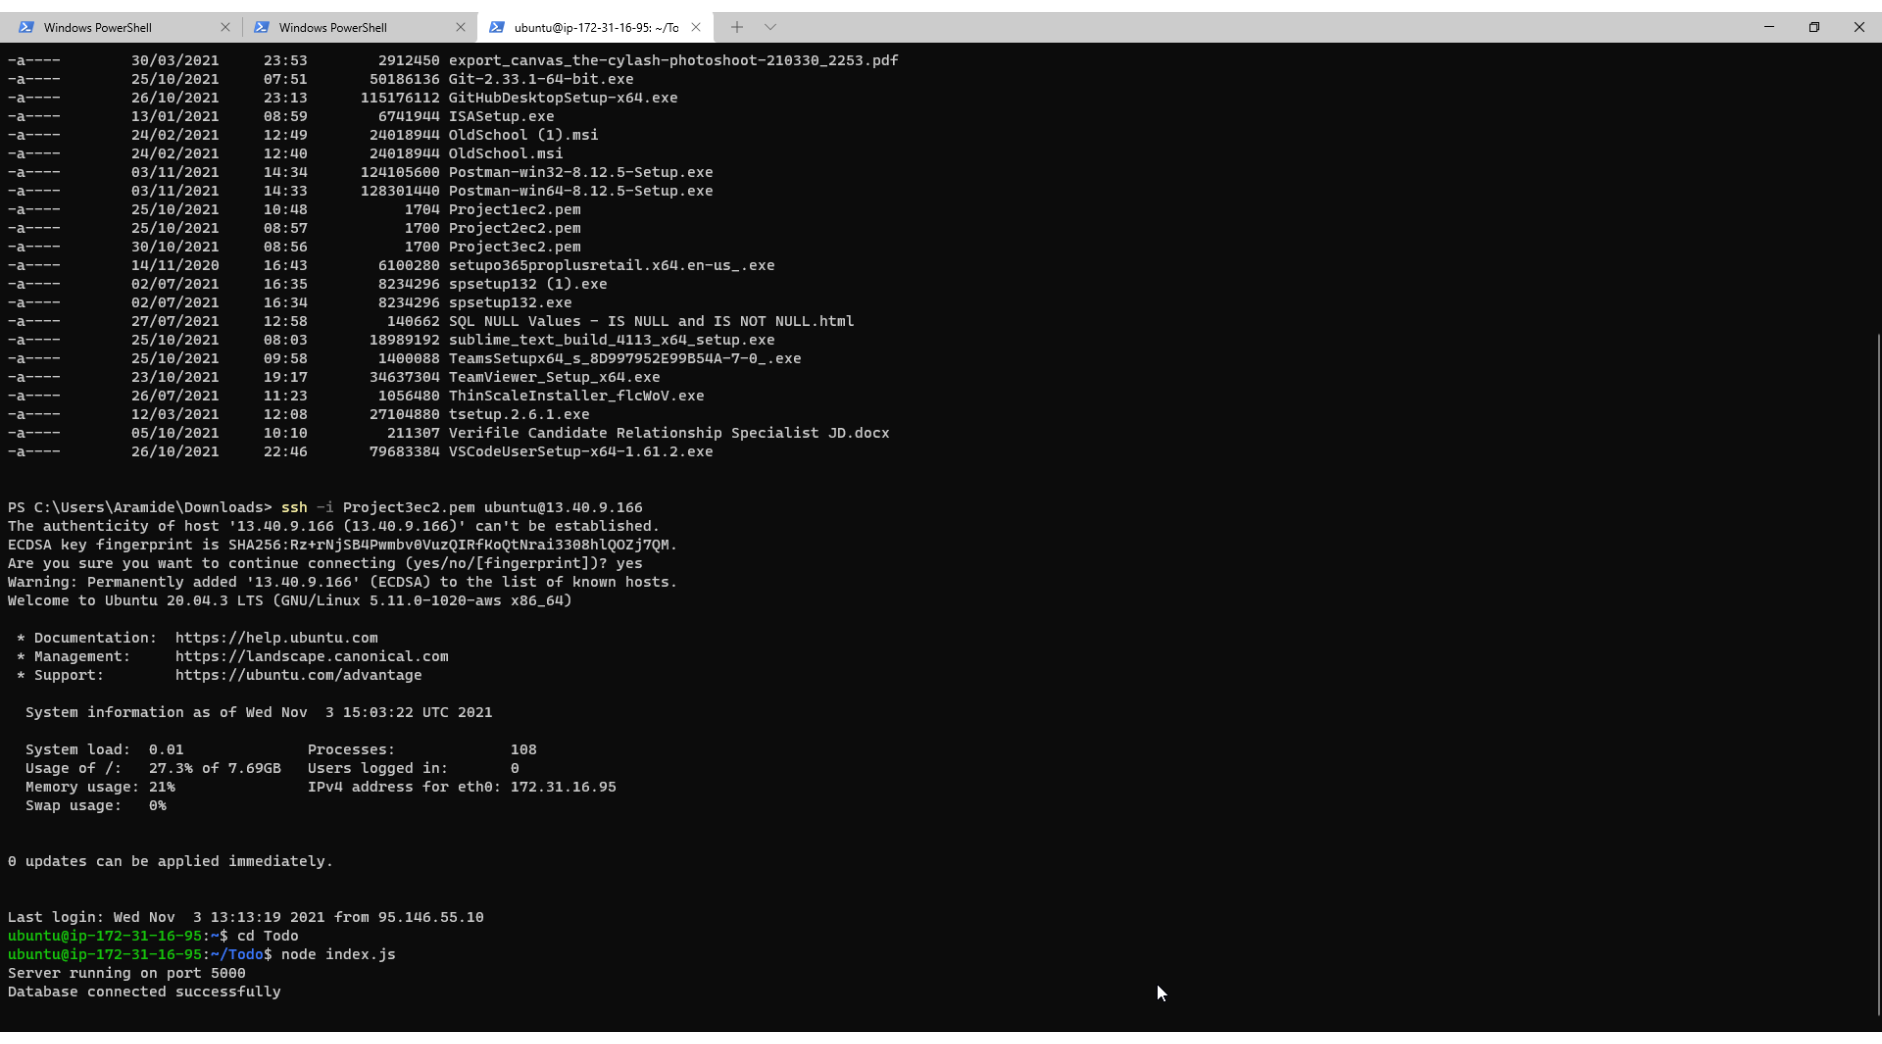 Windows PowerShell
Windows PowerShell
ubuntu@ip-172-31-16-95: ~/To
-a---- 30/03/2021 23:53 2912450 export_canvas_the-cylash-photoshoot-210330_2253.pdf
-a---- 25/10/2021 07:51 50186136 Git-2.33.1-64-bit.exe
-a---- 26/10/2021 23:13 115176112 GitHubDesktopSetup-x64.exe
-a---- 13/01/2021 08:59 6741944 ISASetup.exe
-a---- 24/02/2021 12:49 24018944 OldSchool (1).msi
-a---- 24/02/2021 12:40 24018944 OldSchool.msi
-a---- 03/11/2021 14:34 124105600 Postman-win32-8.12.5-Setup.exe
-a---- 03/11/2021 14:33 128301440 Postman-win64-8.12.5-Setup.exe
-a---- 25/10/2021 10:48 1704 Project1ec2.pem
-a---- 25/10/2021 08:57 1700 Project2ec2.pem
-a---- 30/10/2021 08:56 1700 Project3ec2.pem
-a---- 14/11/2020 16:43 6100280 setupo365proplusretail.x64.en-us_.exe
-a---- 02/07/2021 16:35 8234296 spsetup132 (1).exe
-a---- 02/07/2021 16:34 8234296 spsetup132.exe
-a---- 27/07/2021 12:58 140662 SQL NULL Values - IS NULL and IS NOT NULL.html
-a---- 25/10/2021 08:03 18989192 sublime_text_build_4113_x64_setup.exe
-a---- 25/10/2021 09:58 1400088 TeamsSetupx64_s_8D997952E99B54A-7-0_.exe
-a---- 23/10/2021 19:17 34637304 TeamViewer_Setup_x64.exe
-a---- 26/07/2021 11:23 1056480 ThinScaleInstaller_flcWoV.exe
-a---- 12/03/2021 12:08 27104880 tsetup.2.6.1.exe
-a---- 05/10/2021 10:10 211307 Verifile Candidate Relationship Specialist JD.docx
-a---- 26/10/2021 22:46 79683384 VSCodeUserSetup-x64-1.61.2.exe
PS C:\Users\Aramide\Downloads> ssh -i Project3ec2.pem ubuntu@13.40.9.166
The authenticity of host '13.40.9.166 (13.40.9.166)' can't be established.
ECDSA key fingerprint is SHA256:Rz+rNjSB4Pwmbv0VuzQIRfKoQtNrai3308hlQOZj7QM.
Are you sure you want to continue connecting (yes/no/[fingerprint])? yes
Warning: Permanently added '13.40.9.166' (ECDSA) to the list of known hosts.
Welcome to Ubuntu 20.04.3 LTS (GNU/Linux 5.11.0-1020-aws x86_64)
* Documentation: https://help.ubuntu.com
* Management: https://landscape.canonical.com
* Support: https://ubuntu.com/advantage
System information as of Wed Nov 3 15:03:22 UTC 2021
System load: 0.01 Processes: 108
Usage of /: 27.3% of 7.69GB Users logged in: 0
Memory usage: 21% IPv4 address for eth0: 172.31.16.95
Swap usage: 0%
0 updates can be applied immediately.
Last login: Wed Nov 3 13:13:19 2021 from 95.146.55.10
ubuntu@ip-172-31-16-95:~$ cd Todo
ubuntu@ip-172-31-16-95:~/Todo$ node index.js
Server running on port 5000
Database connected successfully